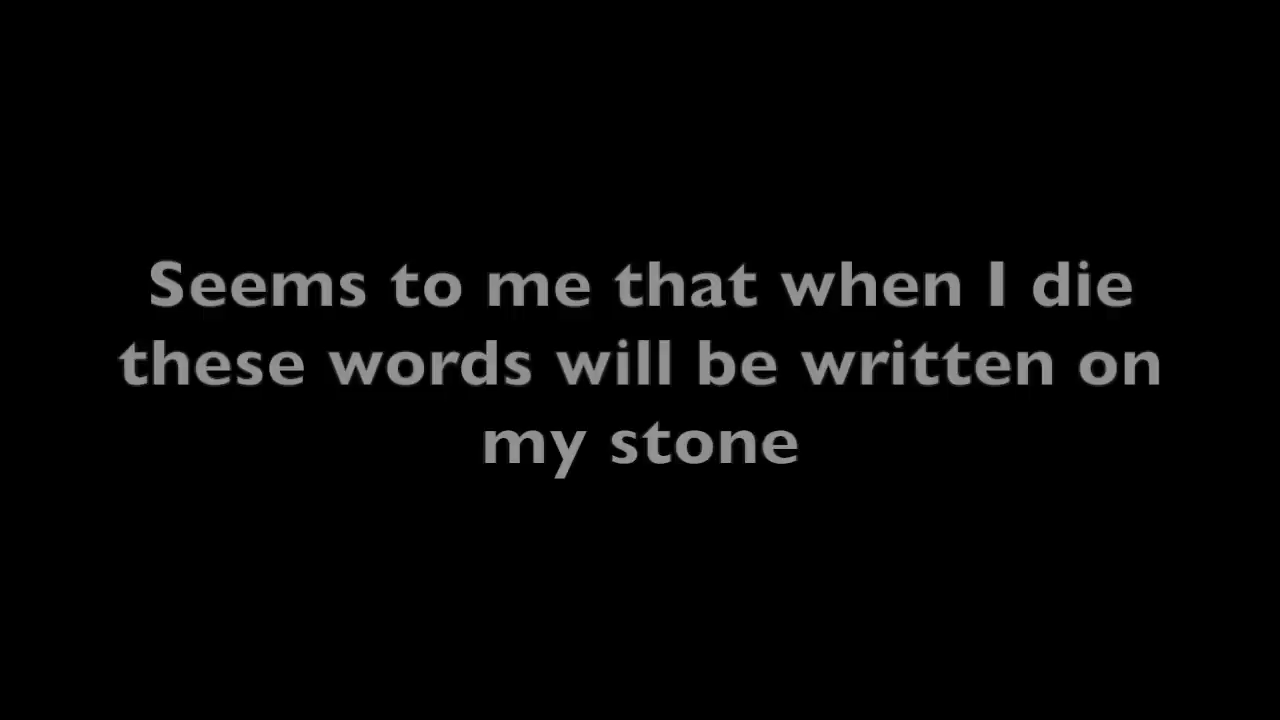 Seems to me that when I die
these words will be written on
my stone